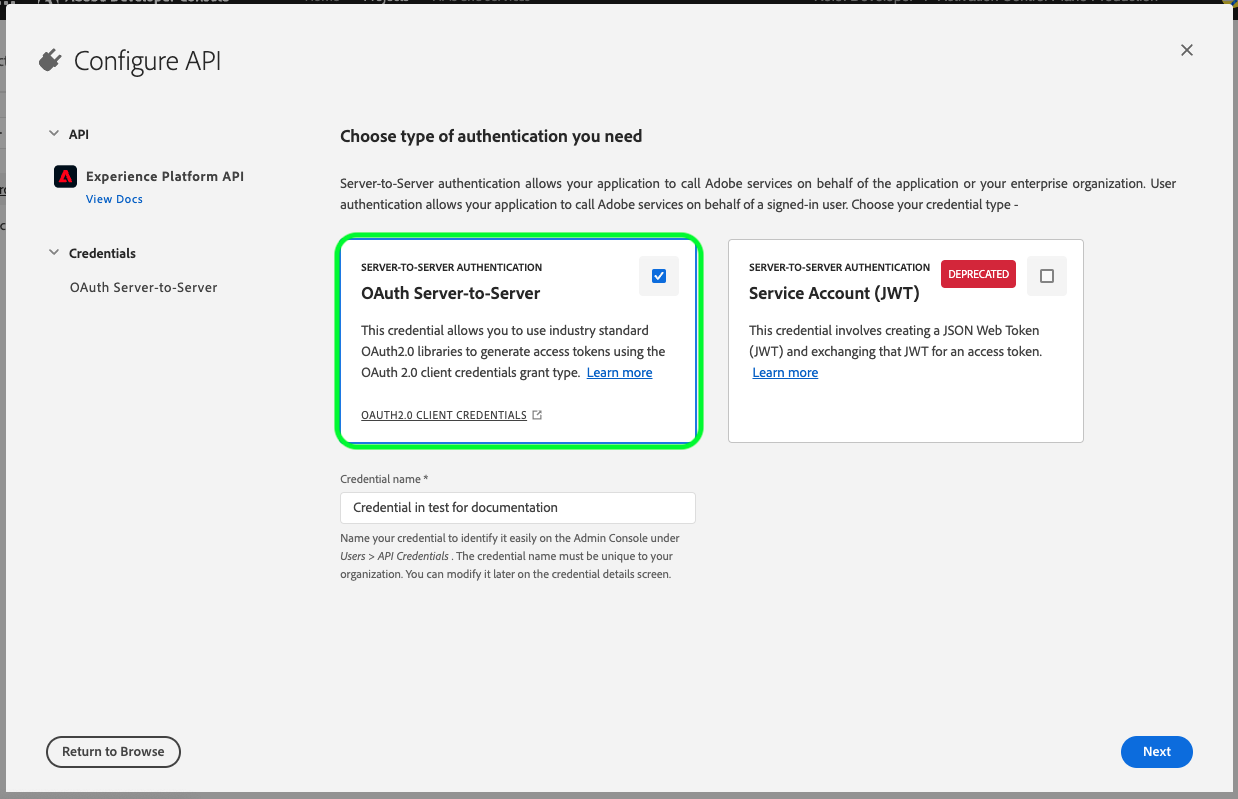 Configure API
API
Experience Platform API
View Docs
Credentials
OAuth Server-to-Server
Choose type of authentication you need
Server-to-Server authentication allows your application to call Adobe services on behalf of the application or your enterprise organization. User
authentication allows your application to call Adobe services on behalf of a signed-in user. Choose your credential type -
SERVER-TO-SERVER AUTHENTICATION
OAuth Server-to-Server
This credential allows you to use industry standard
OAuth2.0 libraries to generate access tokens using the
OAuth 2.0 client credentials grant type. Learn more
OAUTH2.0 CLIENT CREDENTIALS
SERVER-TO-SERVER AUTHENTICATION
DEPRECATED
Service Account (JWT)
This credential involves creating a JSON Web Token
(JWT) and exchanging that JWT for an access token.
Learn more
Credential name *
Credential in test for documentation
Name your credential to identify it easily on the Admin Console under
Users > API Credentials . The credential name must be unique to your
organization. You can modify it later on the credential details screen.
Return to Browse
Next